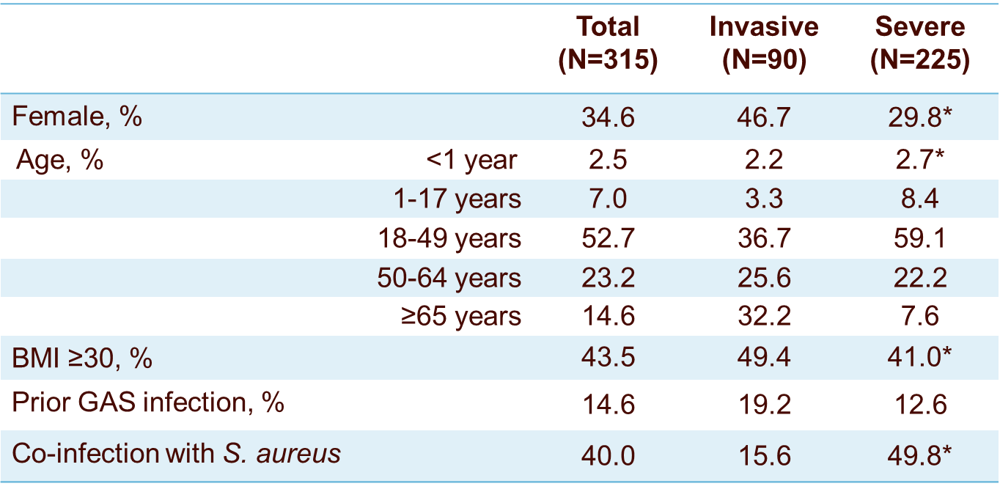 Total Invasive Severe
(N=315) (N=90) (N=225)
Female, % 34.6 46.7 29.8*
Age, % <1 year 2.5 2.2 2.7*
1-17 years 7.0 3.3 8.4
18-49 years 52.7 36.7 59.1
50-64 years 23.2 25.6 22.2
≥65 years 14.6 32.2 7.6
BMI ≥30, % 43.5 49.4 41.0*
Prior GAS infection, % 14.6 19.2 12.6
Co-infection with S. aureus 40.0 15.6 49.8*